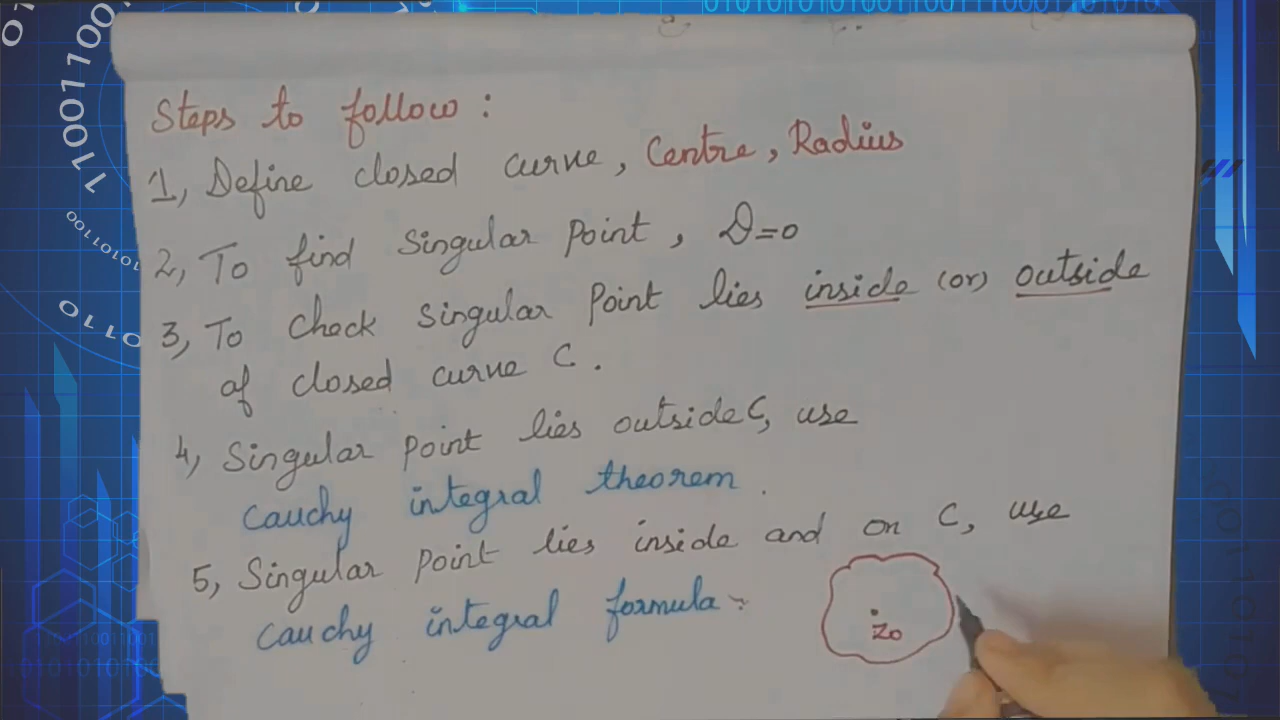 Steps to follow :
1, Define closed curve, Centre, Radius
2, To find singular point, D=0
3, To check singular point lies inside (or) outside
of closed curve C.
4, Singular point lies outside C, use
Cauchy integral theorem.
5, Singular point lies inside and on C, use
Cauchy integral formula.
Z₀